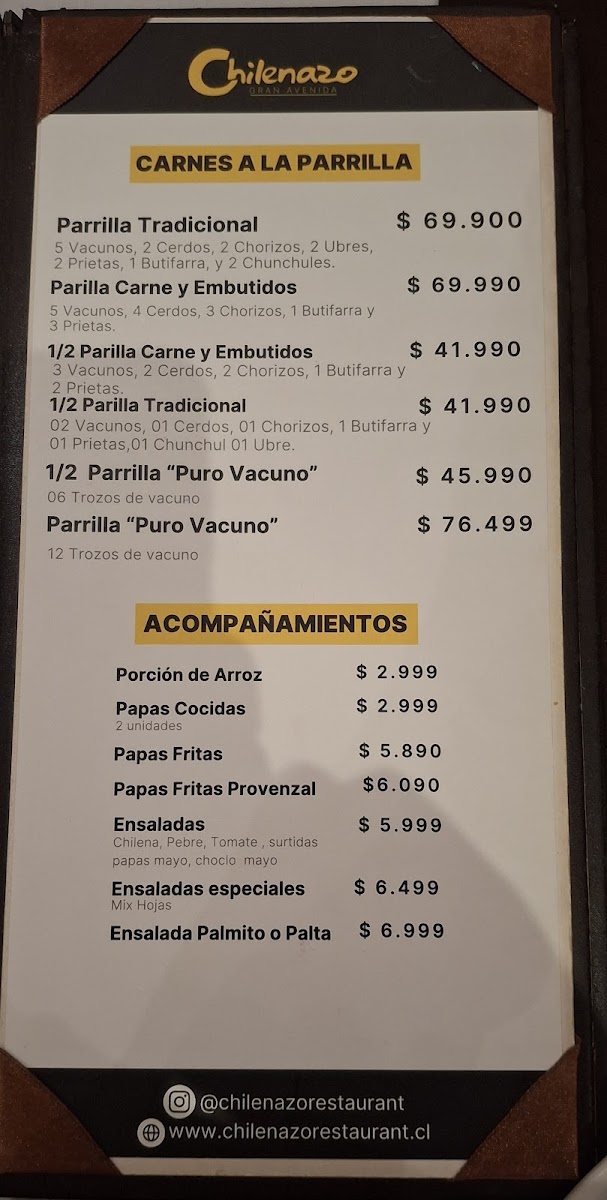 Chilenazo
GRAN AVENIDA
CARNES A LA PARRILLA
Parrilla Tradicional $ 69.900
5 Vacunos, 2 Cerdos, 2 Chorizos, 2 Ubres,
2 Prietas, 1 Butifarra, y 2 Chunchules.
Parilla Carne y Embutidos $ 69.990
5 Vacunos, 4 Cerdos, 3 Chorizos, 1 Butifarra y
3 Prietas.
1/2 Parilla Carne y Embutidos $ 41.990
3 Vacunos, 2 Cerdos, 2 Chorizos, 1 Butifarra y
2 Prietas.
1/2 Parilla Tradicional $ 41.990
02 Vacunos, 01 Cerdos, 01 Chorizos, 1 Butifarra y
01 Prietas,01 Chunchul 01 Ubre.
1/2 Parrilla “Puro Vacuno” $ 45.990
06 Trozos de vacuno
Parrilla “Puro Vacuno” $ 76.499
12 Trozos de vacuno
ACOMPAÑAMIENTOS
Porción de Arroz $ 2.999
Papas Cocidas $ 2.999
2 unidades
Papas Fritas $ 5.890
Papas Fritas Provenzal $6.090
Ensaladas $ 5.999
Chilena, Pebre, Tomate , surtidas
papas mayo, choclo mayo
Ensaladas especiales $ 6.499
Mix Hojas
Ensalada Palmito o Palta $ 6.999
@chilenazorestaurant
www.chilenazorestaurant.cl